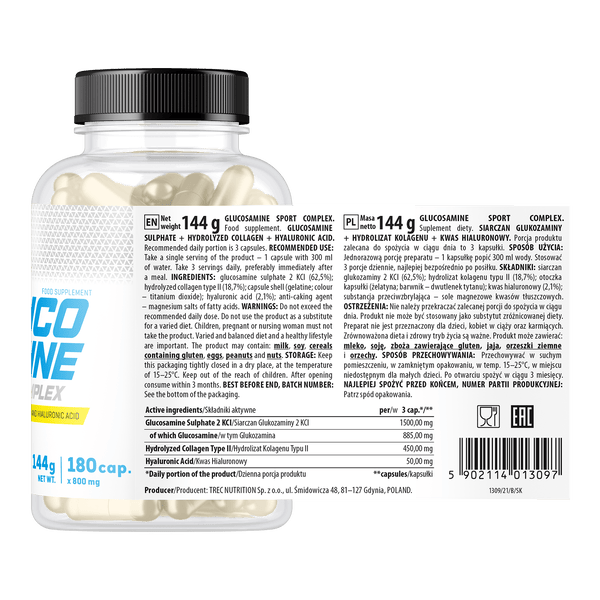 FOOD SUPPLEMENT
CO
INE
MPLEX
AND HYALURONIC ACID
144g
NET WT.
180cap.
x 800 mg
EN Net weight 144 g GLUCOSAMINE SPORT COMPLEX.
Food supplement. GLUCOSAMINE
SULPHATE + HYDROLYZED COLLAGEN + HYALURONIC ACID.
Recommended daily portion is 3 capsules. RECOMMENDED USE:
Take a single serving of the product – 1 capsule with 300 ml
of water. Take 3 servings daily, preferably immediately after
a meal. INGREDIENTS: glucosamine sulphate 2 KCl (62,5%);
hydrolyzed collagen type II (18,7%); capsule shell (gelatine; colour
– titanium dioxide); hyaluronic acid (2,1%); anti-caking agent
– magnesium salts of fatty acids. WARNINGS: Do not exceed the
recommended daily dose. Do not use the product as a substitute
for a varied diet. Children, pregnant or nursing woman must not
take the product. Varied and balanced diet and a healthy lifestyle
are important. The product may contain: milk, soy, cereals
containing gluten, eggs, peanuts and nuts. STORAGE: Keep
this packaging tightly closed in a dry place, at the temperature
of 15–25°C. Keep out of the reach of children. After opening
consume within 3 months. BEST BEFORE END, BATCH NUMBER:
See the bottom of the packaging.
PL Masa netto 144 g GLUCOSAMINE SPORT COMPLEX.
Suplement diety. SIARCZAN GLUKOZAMINY
+ HYDROLIZAT KOLAGENU + KWAS HIALURONOWY. Porcja produktu
zalecana do spożycia w ciągu dnia to 3 kapsułki. SPOSÓB UŻYCIA:
Jednorazową porcję preparatu – 1 kapsułkę popić 300 ml wody. Stosować
3 porcje dziennie, najlepiej bezpośrednio po posiłku. SKŁADNIKI: siarczan
glukozaminy 2 KCl (62,5%); hydrolizat kolagenu typu II (18,7%); otoczka
kapsułki (żelatyna; barwnik – dwutlenek tytanu); kwas hialuronowy (2,1%);
substancja przeciwzbrylająca – sole magnezowe kwasów tłuszczowych.
OSTRZEŻENIA: Nie należy przekraczać zalecanej porcji do spożycia w ciągu
dnia. Produkt nie może być stosowany jako substytut zróżnicowanej diety.
Preparat nie jest przeznaczony dla dzieci, kobiet w ciąży oraz karmiących.
Zrównoważona dieta i zdrowy tryb życia są ważne. Produkt może zawierać:
mleko, soję, zboża zawierające gluten, jaja, orzeszki ziemne
i orzechy. SPOSÓB PRZECHOWYWANIA: Przechowywać w suchym
pomieszczeniu, w zamkniętym opakowaniu, w temp. 15–25°C, w miejscu
niedostępnym dla małych dzieci. Po otwarciu spożyć w ciągu 3 miesięcy.
NAJLEPIEJ SPOŻYĆ PRZED KOŃCEM, NUMER PARTII PRODUKCYJNEJ:
Patrz spód opakowania.
Active ingredients/Składniki aktywne per/w 3 cap.*/**
Glucosamine Sulphate 2 KCl/Siarczan Glukozaminy 2 KCl 1500,00 mg
of which Glucosamine/w tym Glukozamina 885,00 mg
Hydrolyzed Collagen Type II/Hydrolizat Kolagenu Typu II 450,00 mg
Hyaluronic Acid/Kwas Hialuronowy 50,00 mg
*Daily portion of the product/Dzienna porcja produktu **capsules/kapsułki
Producer/Producent: TREC NUTRITION Sp. z o.o., ul. Śmidowicza 48, 81–127 Gdynia, POLAND.
EAC
5 902114 013097
1309/21/B/SK